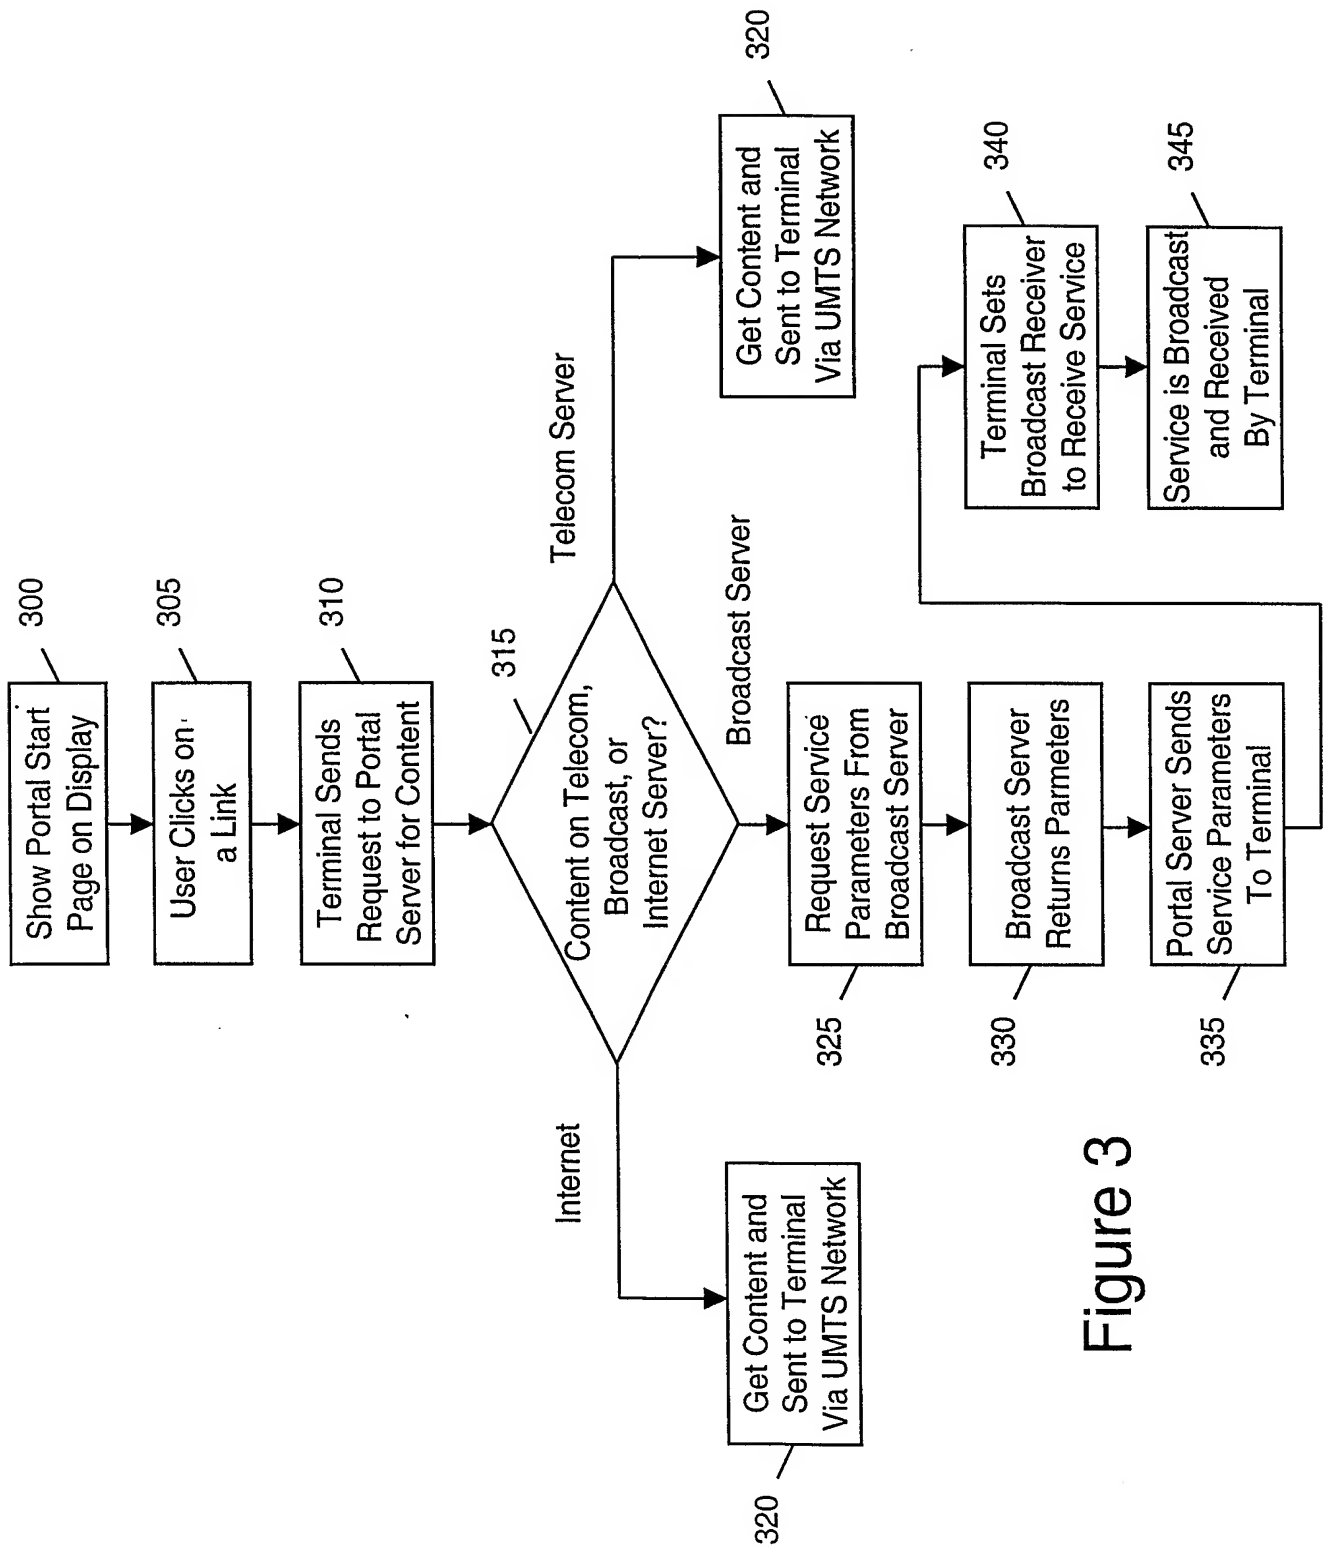 300
Show Portal Start
Page on Display
305
User Clicks on
a Link
310
Terminal Sends
Request to Portal
Server for Content
315
Content on Telecom,
Broadcast, or
Internet Server?
Internet
Telecom Server
Broadcast Server
Get Content and
Sent to Terminal
Via UMTS Network
320
Get Content and
Sent to Terminal
Via UMTS Network
320
Request Service
Parameters From
Broadcast Server
325
Broadcast Server
Returns Parmeters
330
Portal Server Sends
Service Parameters
To Terminal
335
Terminal Sets
Broadcast Receiver
to Receive Service
340
Service is Broadcast
and Received
By Terminal
345
Figure 3